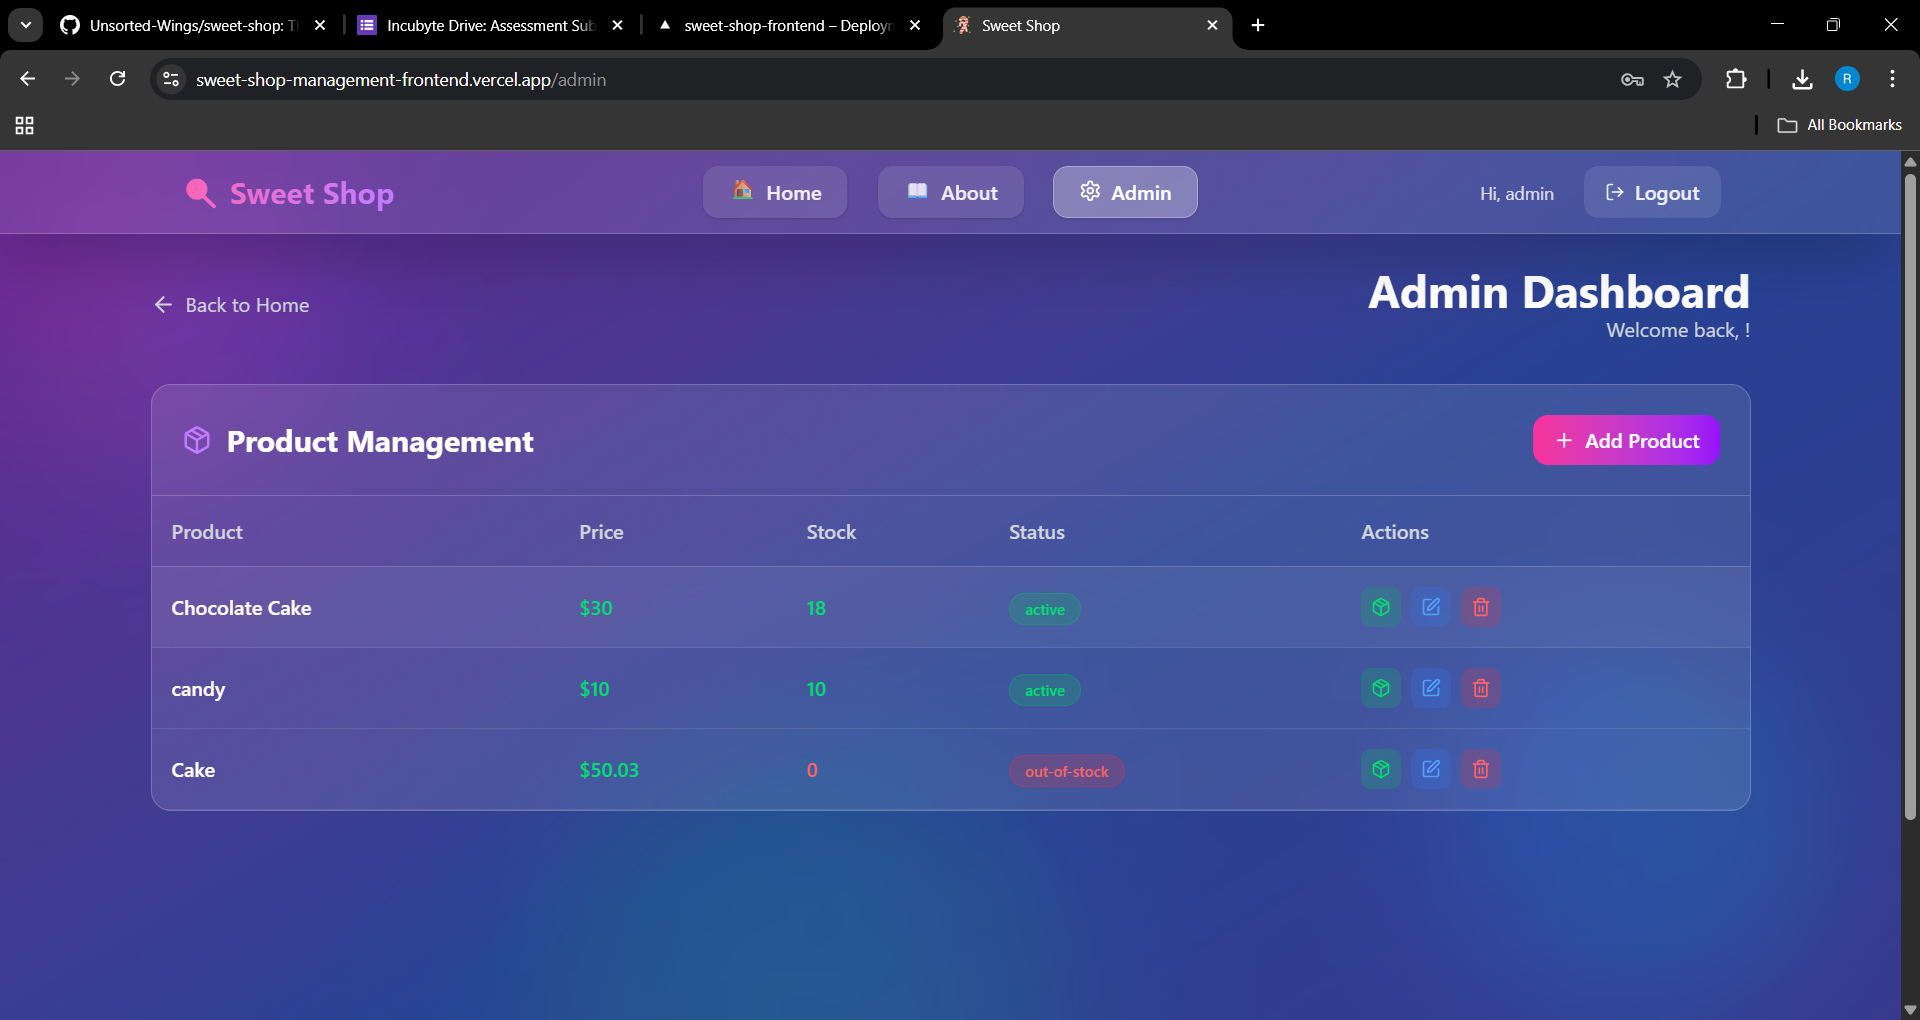 Unsorted-Wings/sweet-shop: T
Incubyte Drive: Assessment Sub
sweet-shop-frontend – Deployn
Sweet Shop
sweet-shop-management-frontend.vercel.app/admin
R
All Bookmarks
Sweet Shop
Home
About
Admin
Hi, admin
Logout
Back to Home
Admin Dashboard
Welcome back, !
Product Management
Add Product
Product Price Stock Status Actions
Chocolate Cake $30 18 active
candy $10 10 active
Cake $50.03 0 out-of-stock